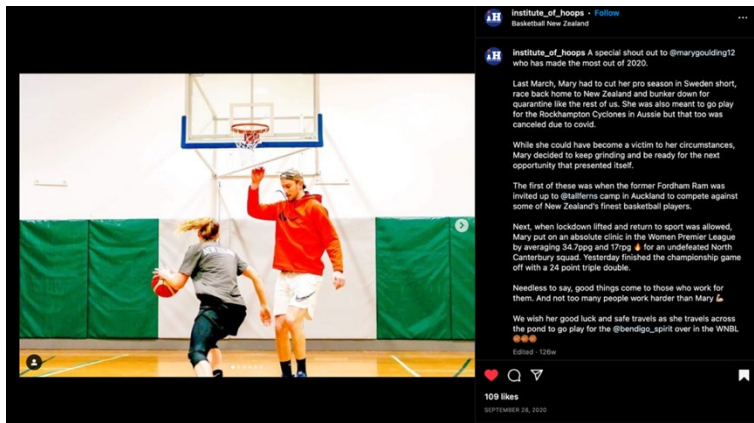 institute_of_hoops • Follow
Basketball New Zealand
institute_of_hoops A special shout out to @marygoulding12
who has made the most out of 2020.
Last March, Mary had to cut her pro season in Sweden short,
race back home to New Zealand and bunker down for
quarantine like the rest of us. She was also meant to go play
for the Rockhampton Cyclones in Aussie but that too was
canceled due to covid.
While she could have become a victim to her circumstances,
Mary decided to keep grinding and be ready for the next
opportunity that presented itself.
The first of these was when the former Fordham Ram was
invited up to @tallferns camp in Auckland to compete against
some of New Zealand's finest basketball players.
Next, when lockdown lifted and return to sport was allowed,
Mary put on an absolute clinic in the Women Premier League
by averaging 34.7ppg and 17rpg 🔥 for an undefeated North
Canterbury squad. Yesterday finished the championship game
off with a 24 point triple double.
Needless to say, good things come to those who work for
them. And not too many people work harder than Mary 💪🏼
We wish her good luck and safe travels as she travels across
the pond to go play for the @bendigo_spirit over in the WNBL
🏀🏀🏀
Edited • 126w
109 likes
SEPTEMBER 28, 2020